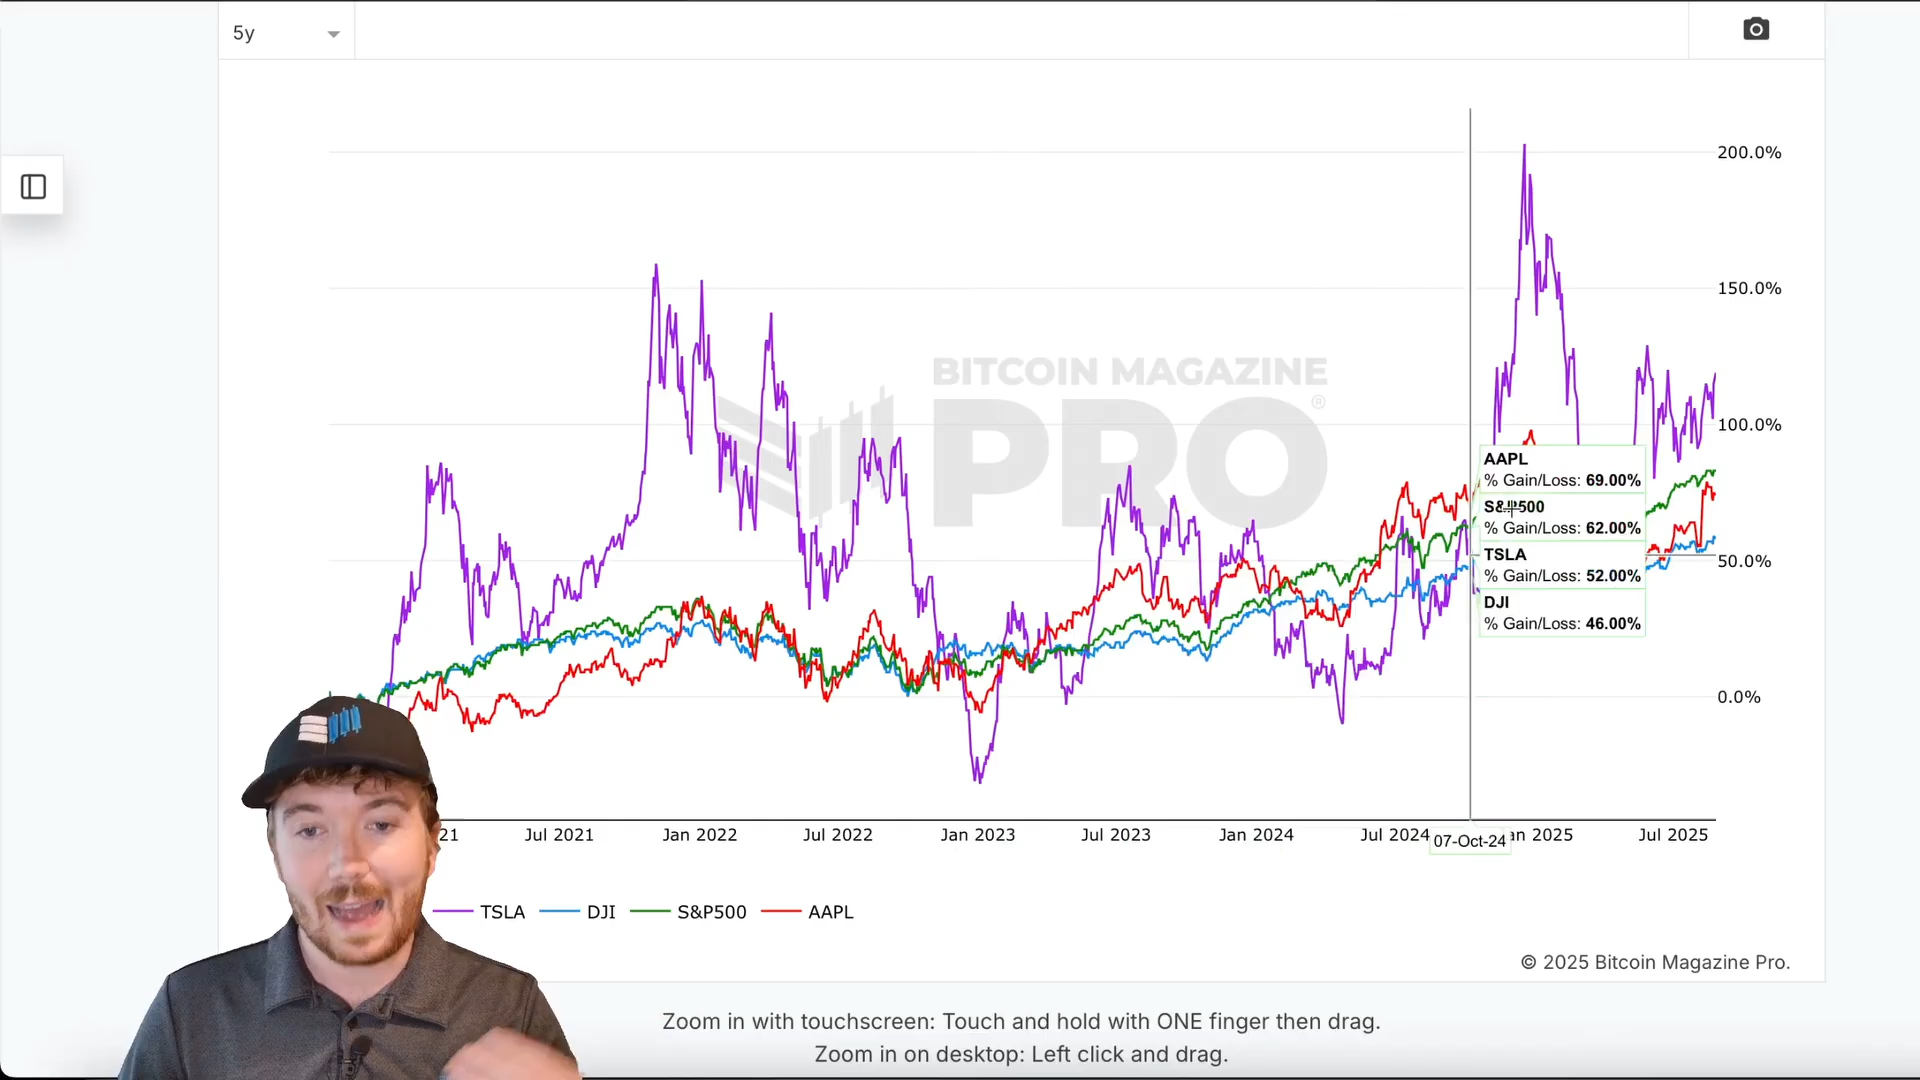 5y
200.0%
150.0%
BITCOIN MAGAZINE
PRO®
100.0%
AAPL
% Gain/Loss: 69.00%
S&P500
% Gain/Loss: 62.00%
TSLA
% Gain/Loss: 52.00%
50.0%
DJI
% Gain/Loss: 46.00%
0.0%
21 Jul 2021 Jan 2022 Jul 2022 Jan 2023 Jul 2023 Jan 2024 Jul 2024 07-Oct-24 an 2025 Jul 2025
TSLA DJI S&P500 AAPL
© 2025 Bitcoin Magazine Pro.
Zoom in with touchscreen: Touch and hold with ONE finger then drag.
Zoom in on desktop: Left click and drag.